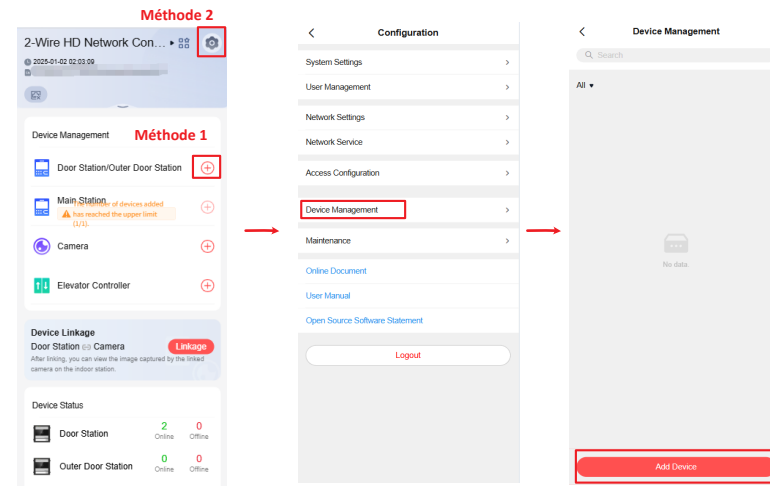 Méthode 2
2-Wire HD Network Con...
2025-01-02 02:03:09
Device Management
Méthode 1
Door Station/Outer Door Station
Main Station
The number of devices added
has reached the upper limit
(1/1).
Camera
Elevator Controller
Device Linkage
Door Station Camera
Linkage
After linking, you can view the image captured by the linked
camera on the indoor station.
Device Status
Door Station
2
Online
0
Offline
Outer Door Station
0
Online
0
Offline
Configuration
System Settings
User Management
Network Settings
Network Service
Access Configuration
Device Management
Maintenance
Online Document
User Manual
Open Source Software Statement
Logout
Device Management
Search
All
No data.
Add Device